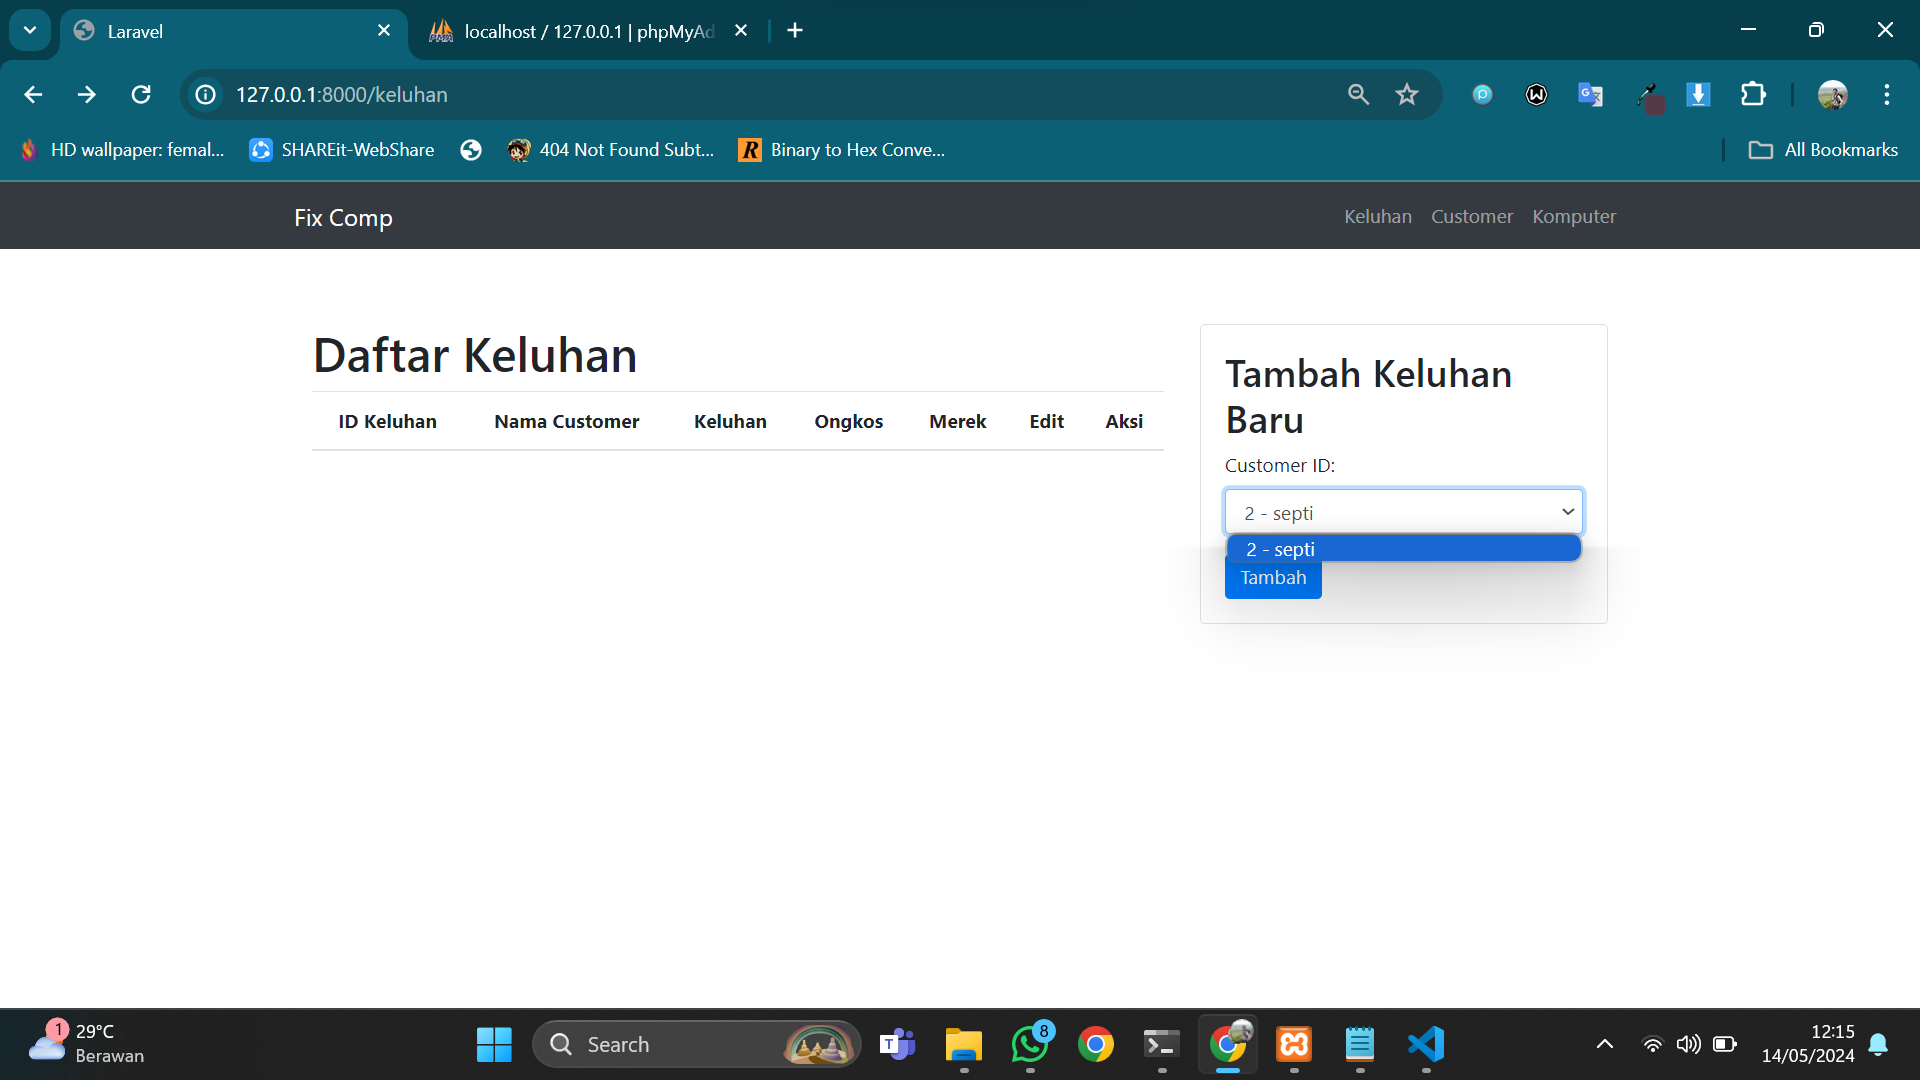 Laravel
localhost / 127.0.0.1 | phpMyAd
127.0.0.1:8000/keluhan
HD wallpaper: femal...
SHAREit-WebShare
404 Not Found Subt...
R
Binary to Hex Conve...
All Bookmarks
Fix Comp
Keluhan
Customer
Komputer
Daftar Keluhan
ID Keluhan
Nama Customer
Keluhan
Ongkos
Merek
Edit
Aksi
Tambah Keluhan
Baru
Customer ID:
2 - septi
2 - septi
Tambah
1
29°C
Berawan
Search
T
8
12:15
14/05/2024